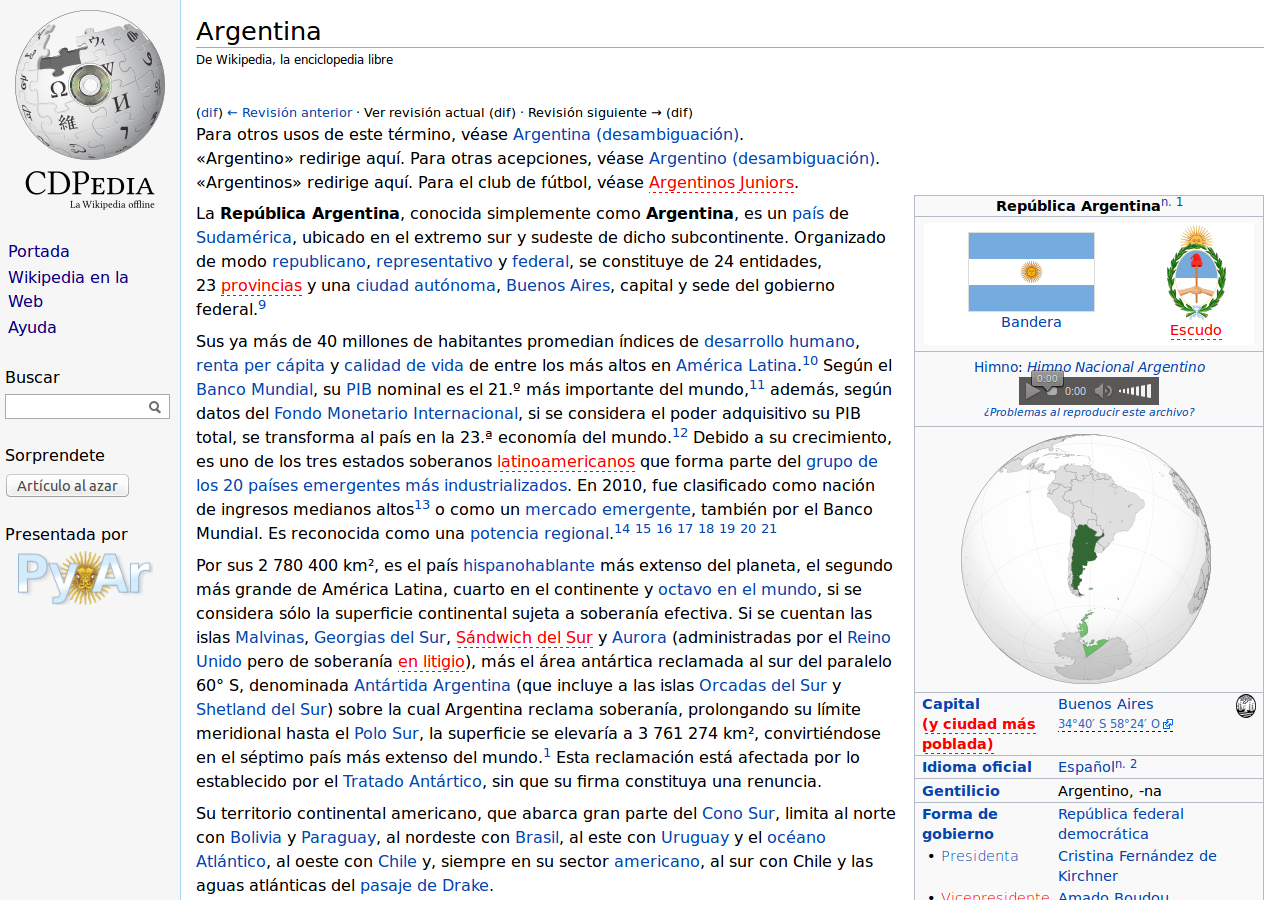 CDPEDIA
La Wikipedia offline
Portada
Wikipedia en la
Web
Ayuda
Buscar
Sorprendete
Artículo al azar
Presentada por
PyAr
Argentina
De Wikipedia, la enciclopedia libre
(dif) ← Revisión anterior · Ver revisión actual (dif) · Revisión siguiente → (dif)
Para otros usos de este término, véase Argentina (desambiguación).
«Argentino» redirige aquí. Para otras acepciones, véase Argentino (desambiguación).
«Argentinos» redirige aquí. Para el club de fútbol, véase Argentinos Juniors.
La República Argentina, conocida simplemente como Argentina, es un país de
Sudamérica, ubicado en el extremo sur y sudeste de dicho subcontinente. Organizado
de modo republicano, representativo y federal, se constituye de 24 entidades,
23 provincias y una ciudad autónoma, Buenos Aires, capital y sede del gobierno
federal.9
Sus ya más de 40 millones de habitantes promedian índices de desarrollo humano,
renta per cápita y calidad de vida de entre los más altos en América Latina.10 Según el
Banco Mundial, su PIB nominal es el 21.º más importante del mundo,11 además, según
datos del Fondo Monetario Internacional, si se considera el poder adquisitivo su PIB
total, se transforma al país en la 23.ª economía del mundo.12 Debido a su crecimiento,
es uno de los tres estados soberanos latinoamericanos que forma parte del grupo de
los 20 países emergentes más industrializados. En 2010, fue clasificado como nación
de ingresos medianos altos13 o como un mercado emergente, también por el Banco
Mundial. Es reconocida como una potencia regional.14 15 16 17 18 19 20 21
Por sus 2 780 400 km², es el país hispanohablante más extenso del planeta, el segundo
más grande de América Latina, cuarto en el continente y octavo en el mundo, si se
considera sólo la superficie continental sujeta a soberanía efectiva. Si se cuentan las
islas Malvinas, Georgias del Sur, Sándwich del Sur y Aurora (administradas por el Reino
Unido pero de soberanía en litigio), más el área antártica reclamada al sur del paralelo
60° S, denominada Antártida Argentina (que incluye a las islas Orcadas del Sur y
Shetland del Sur) sobre la cual Argentina reclama soberanía, prolongando su límite
meridional hasta el Polo Sur, la superficie se elevaría a 3 761 274 km², convirtiéndose
en el séptimo país más extenso del mundo.1 Esta reclamación está afectada por lo
establecido por el Tratado Antártico, sin que su firma constituya una renuncia.
Su territorio continental americano, que abarca gran parte del Cono Sur, limita al norte
con Bolivia y Paraguay, al nordeste con Brasil, al este con Uruguay y el océano
Atlántico, al oeste con Chile y, siempre en su sector americano, al sur con Chile y las
aguas atlánticas del pasaje de Drake.
República Argentinan. 1
Bandera
Escudo
Himno: Himno Nacional Argentino
0:00
0:00
¿Problemas al reproducir este archivo?
Capital
(y ciudad más
poblada)
Buenos Aires
34°40′ S 58°24′ O
Idioma oficial
Españoln. 2
Gentilicio
Argentino, -na
Forma de
gobierno
República federal
democrática
• Presidenta
Cristina Fernández de
Kirchner
• Vicepresidente
Amado Boudou